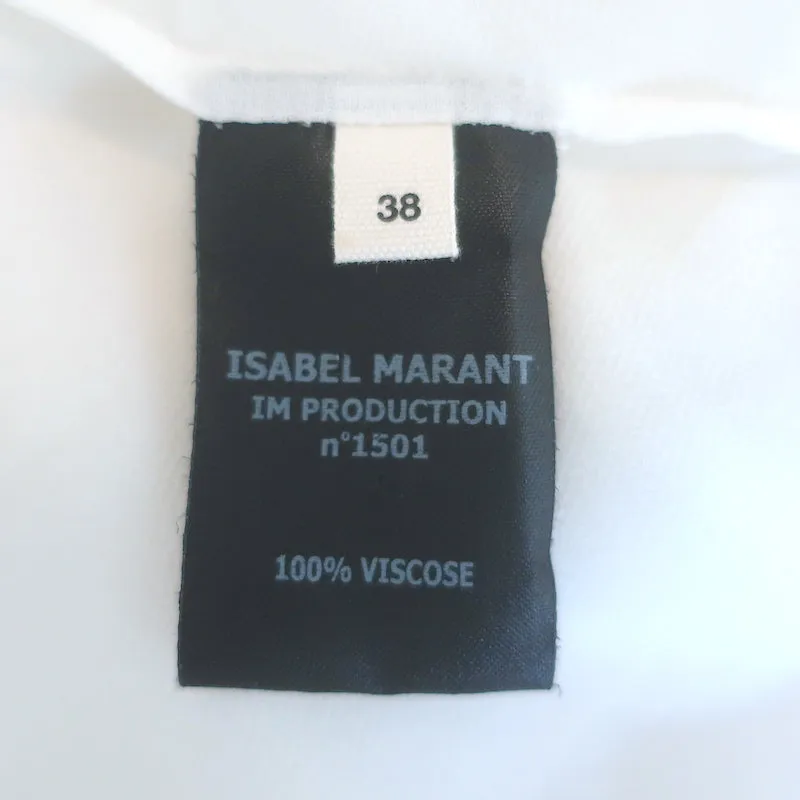 38
ISABEL MARANT
IM PRODUCTION
n°1501
100% VISCOSE